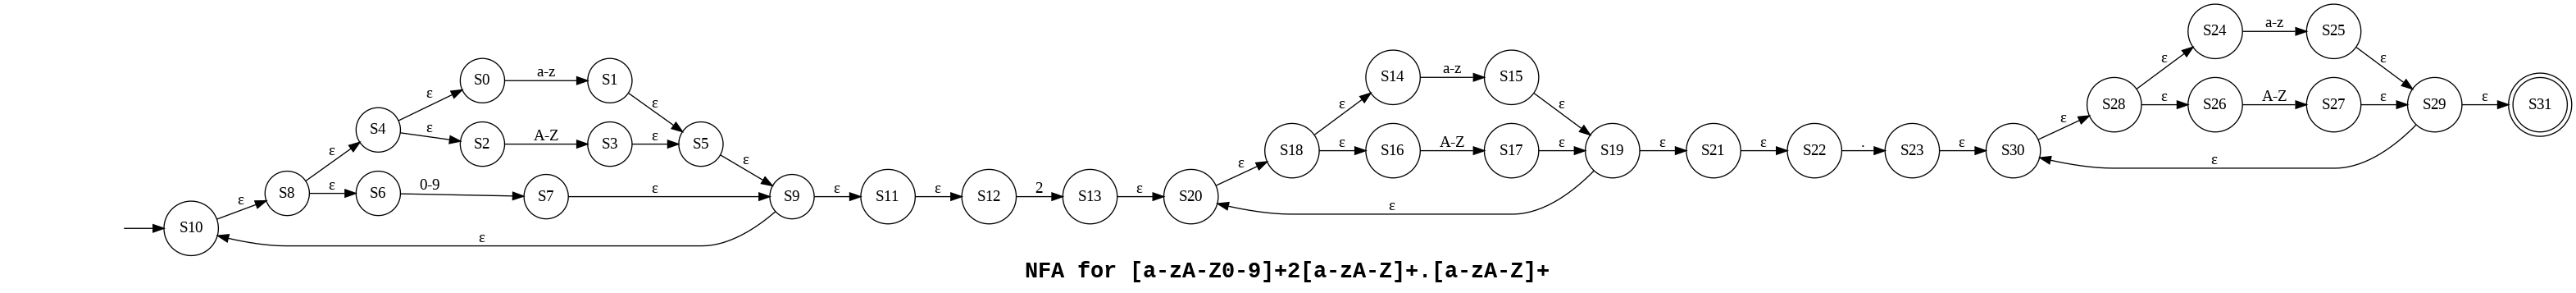 S24 a-z S25
ε ε
S14 a-z S15
S0 a-z S1
ε ε
S28 ε S26 A-Z S27 ε S29 ε S31
ε ε ε
S4 ε S2 A-Z S3 ε S5
S18 ε S16 A-Z S17 ε S19 ε S21 ε S22 . S23 ε S30
ε ε ε ε
S8 ε S6 0-9 S7 ε S9 ε S11 ε S12 2 S13 ε S20
ε ε
S10 ε
NFA for [a-zA-Z0-9]+2[a-zA-Z]+.[a-zA-Z]+